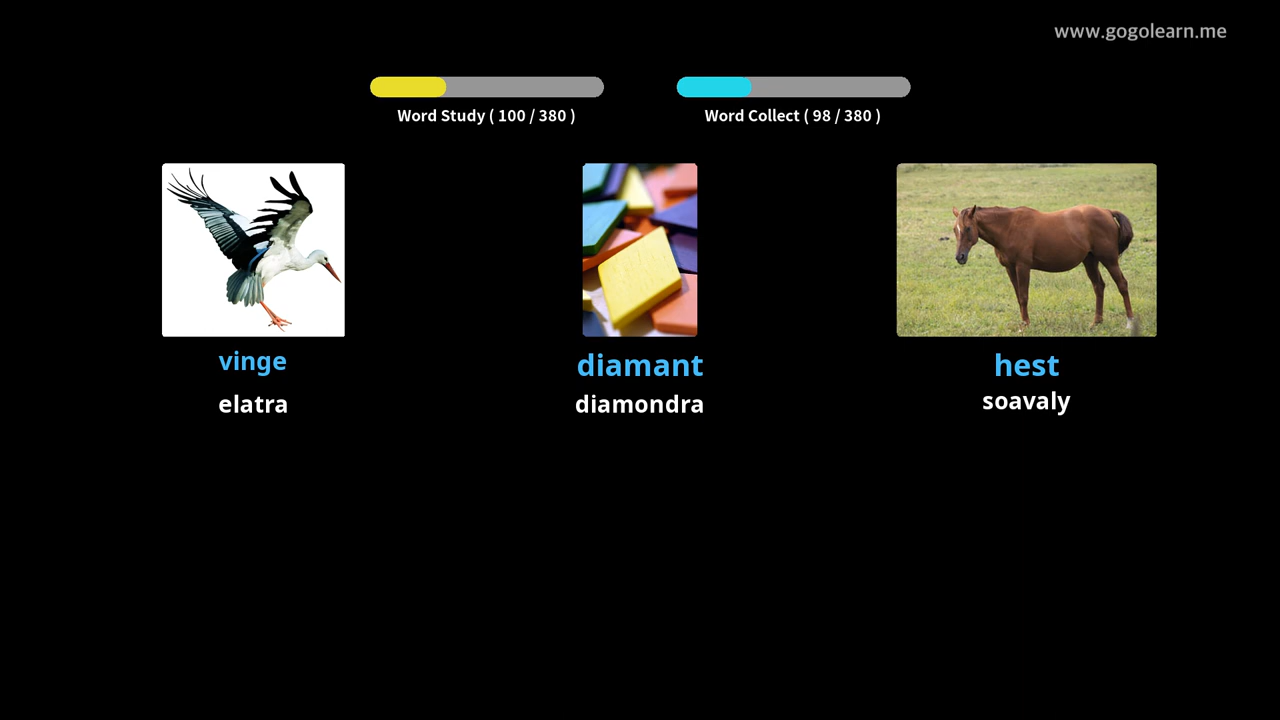 www.gogolearn.me
Word Study ( 100 / 380 )
Word Collect ( 98 / 380 )
vinge
elatra
diamant
diamondra
hest
soavaly